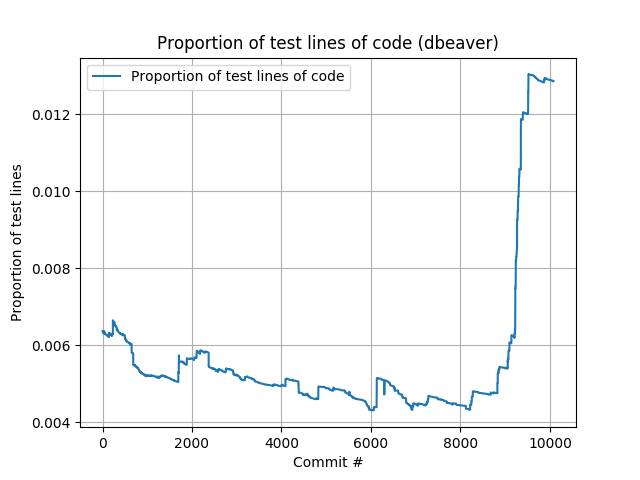 Proportion of test lines of code (dbeaver)
Proportion of test lines of code
Proportion of test lines
0.012
0.010
0.008
0.006
0.004
0
2000
4000
6000
8000
10000
Commit #